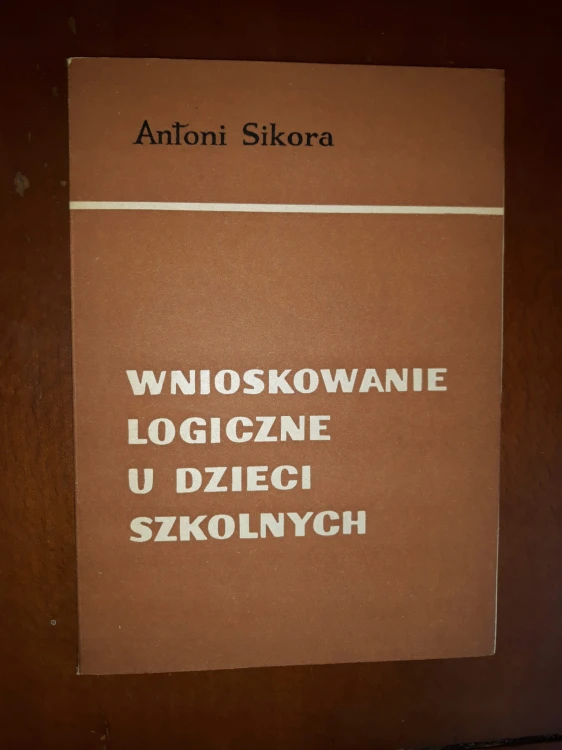 Antoni Sikora
WNIOSKOWANIE
LOGICZNE
U DZIECI
SZKOLNYCH